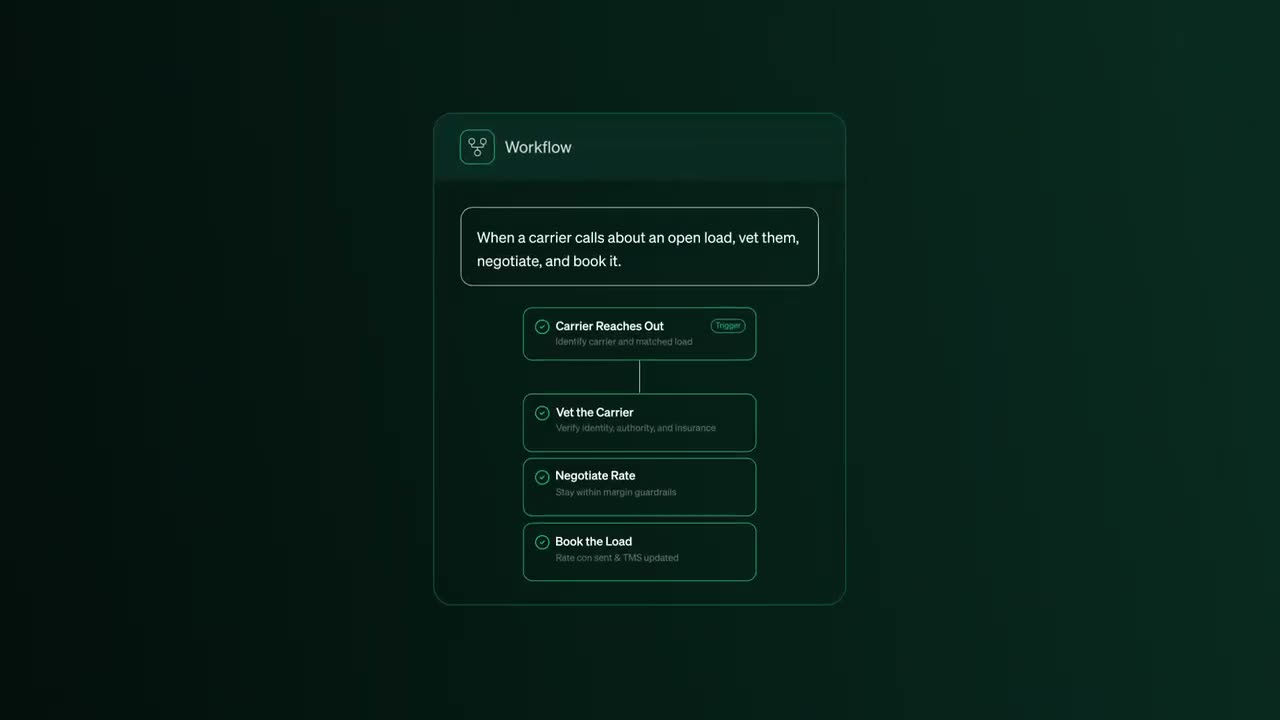 Workflow
When a carrier calls about an open load, vet them,
negotiate, and book it.
Carrier Reaches Out
Trigger
Identify carrier and matched load
Vet the Carrier
Verify identity, authority, and insurance
Negotiate Rate
Stay within margin guardrails
Book the Load
Rate con sent & TMS updated